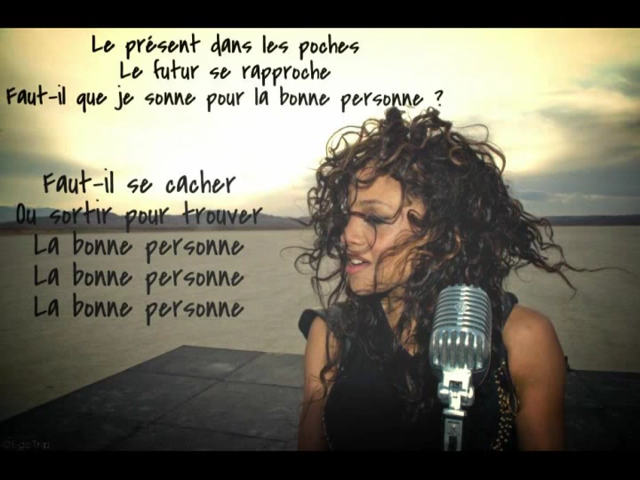 Le présent dans les poches
Le futur se rapproche
Faut-il que je sonne pour la bonne personne ?
Faut-il se cacher
Ou sortir pour trouver
La bonne personne
La bonne personne
La bonne personne